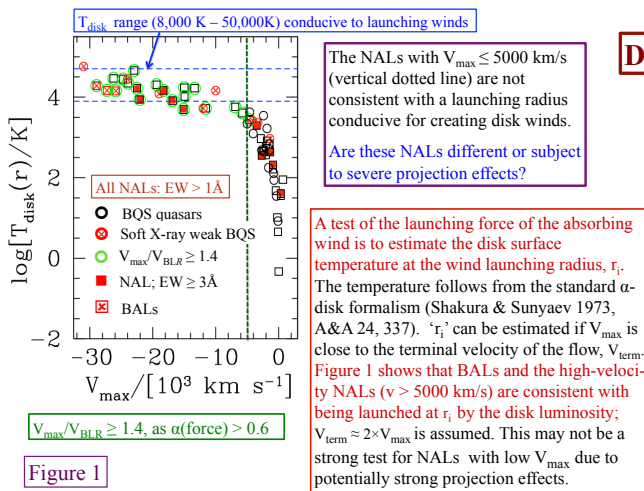 T_disk range (8,000 K – 50,000K) conducive to launching winds
log[T_disk(r)/K]
6
4
2
0
−2
All NALs: EW > 1Å
BQS quasars
Soft X-ray weak BQS
V_max/V_BLR ≥ 1.4
NAL; EW ≥ 3Å
BALs
−30
−20
−10
0
V_max/[10³ km s⁻¹]
V_max/V_BLR ≥ 1.4, as α(force) > 0.6
Figure 1
The NALs with V_max ≤ 5000 km/s
(vertical dotted line) are not
consistent with a launching radius
conducive for creating disk winds.
Are these NALs different or subject
to severe projection effects?
D
A test of the launching force of the absorbing
wind is to estimate the disk surface
temperature at the wind launching radius, r_i.
The temperature follows from the standard α-
disk formalism (Shakura & Sunyaev 1973,
A&A 24, 337). ‘r_i’ can be estimated if V_max is
close to the terminal velocity of the flow, V_term.
Figure 1 shows that BALs and the high-veloci-
ty NALs (v > 5000 km/s) are consistent with
being launched at r_i by the disk luminosity;
V_term ≈ 2×V_max is assumed. This may not be a
strong test for NALs with low V_max due to
potentially strong projection effects.